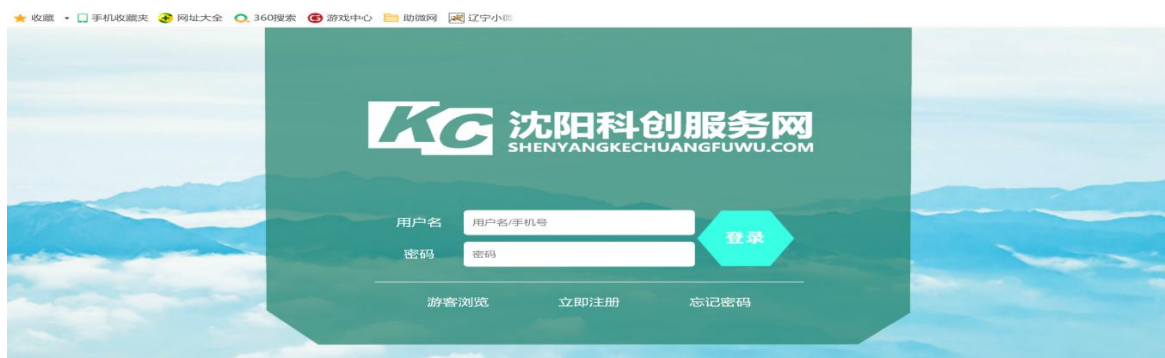 收藏 手机收藏夹 网址大全 360搜索 游戏中心 助微网 辽宁小微
KC 沈阳科创服务网
SHENYANGKECHUANGFUWU.COM
用户名 用户名/手机号
登录
密码 密码
游客浏览 立即注册 忘记密码